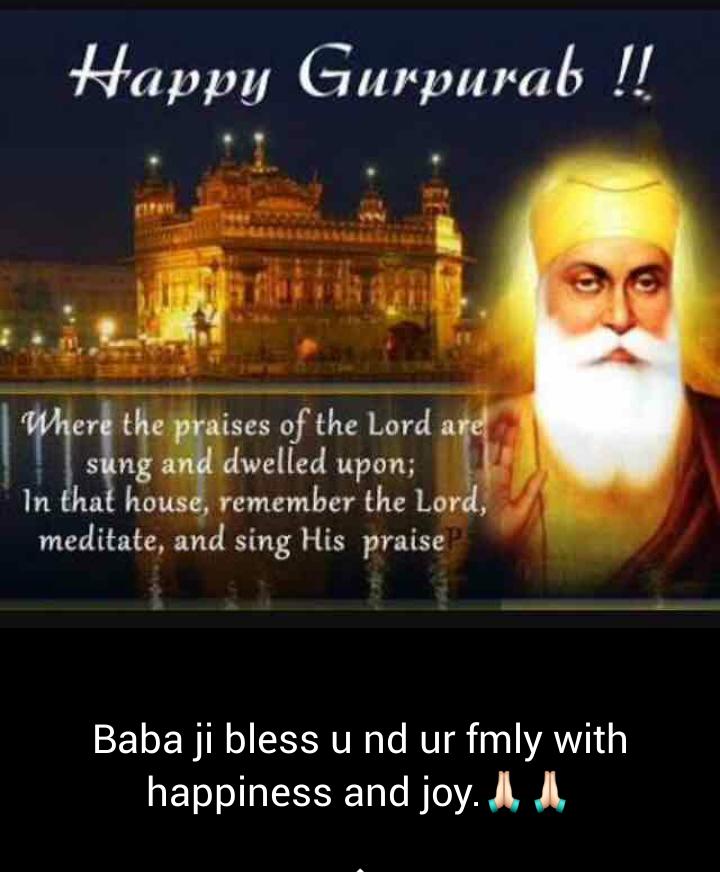 Happy Gurpurab !!
Where the praises of the Lord are
sung and dwelled upon;
In that house, remember the Lord,
meditate, and sing His praise
Baba ji bless u nd ur fmly with
happiness and joy.🙏🏻🙏🏻